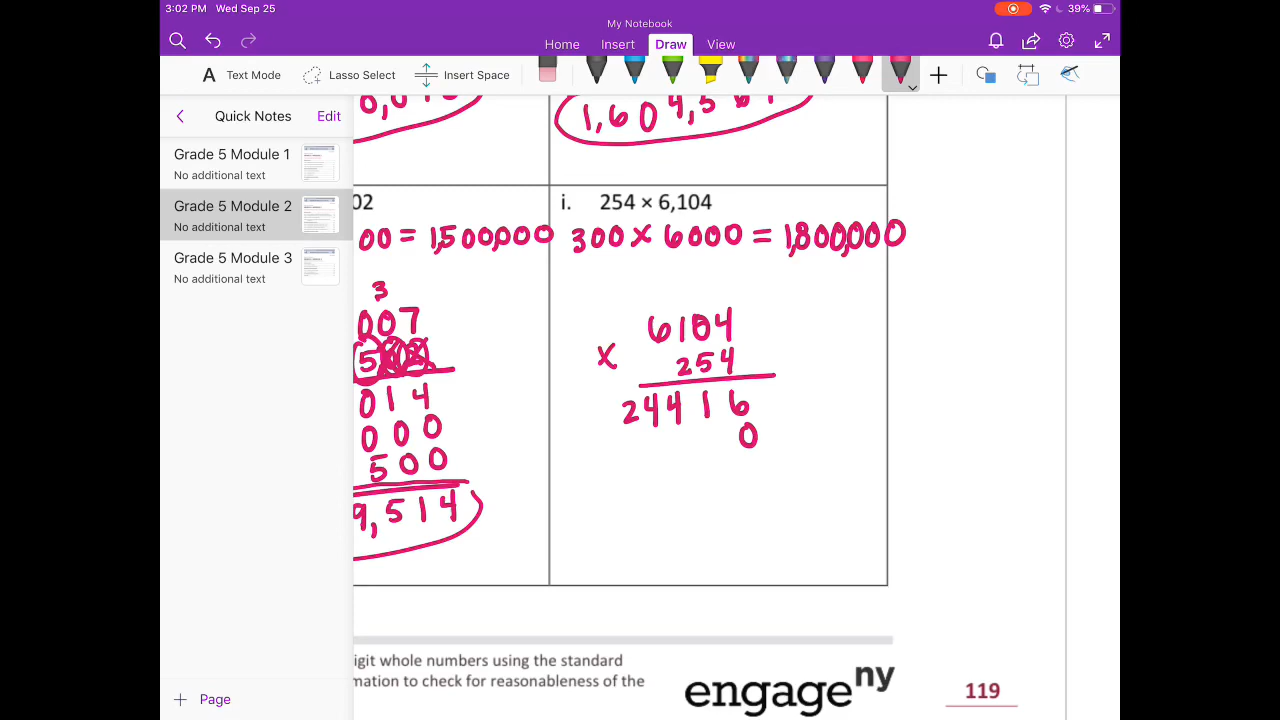 3:02 PM Wed Sep 25
39%
My Notebook
Home Insert Draw View
A Text Mode
Lasso Select
Insert Space
Quick Notes
Edit
Grade 5 Module 1
No additional text
Grade 5 Module 2
No additional text
Grade 5 Module 3
No additional text
Page
1,604,5
02
00 = 1,500,000
3
007
5
014
000
500
9,514
i. 254 × 6,104
300 × 6000 = 1,800,000
6104
× 254
24416
0
igit whole numbers using the standard
mation to check for reasonableness of the
engage ny
119